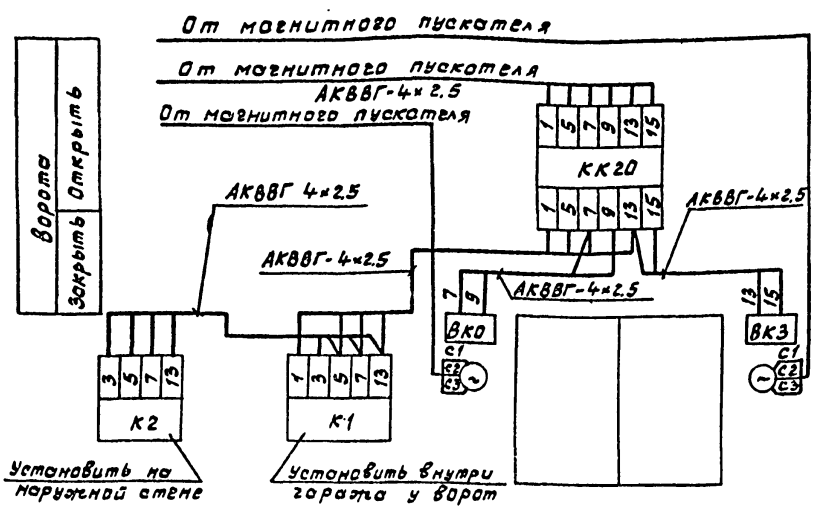 От магнитного пускателя
От магнитного пускателя
АКВВГ-4×2.5
От магнитного пускателя
1 5 7 9 13 15
КК20
1 5 7 9 13 15
Ворота
Открыть
Закрыть
АКВВГ 4×2.5
АКВВГ-4×2.5
АКВВГ-4×2.5
АКВВГ-4×2.5
7 9
ВКО
13 15
ВКЗ
С1
С2
С3
~
С1
С2
С3
~
3 5 7 13
К2
1 3 5 7 13
К1
Установить на
наружной стене
Установить внутри
гаража у ворот